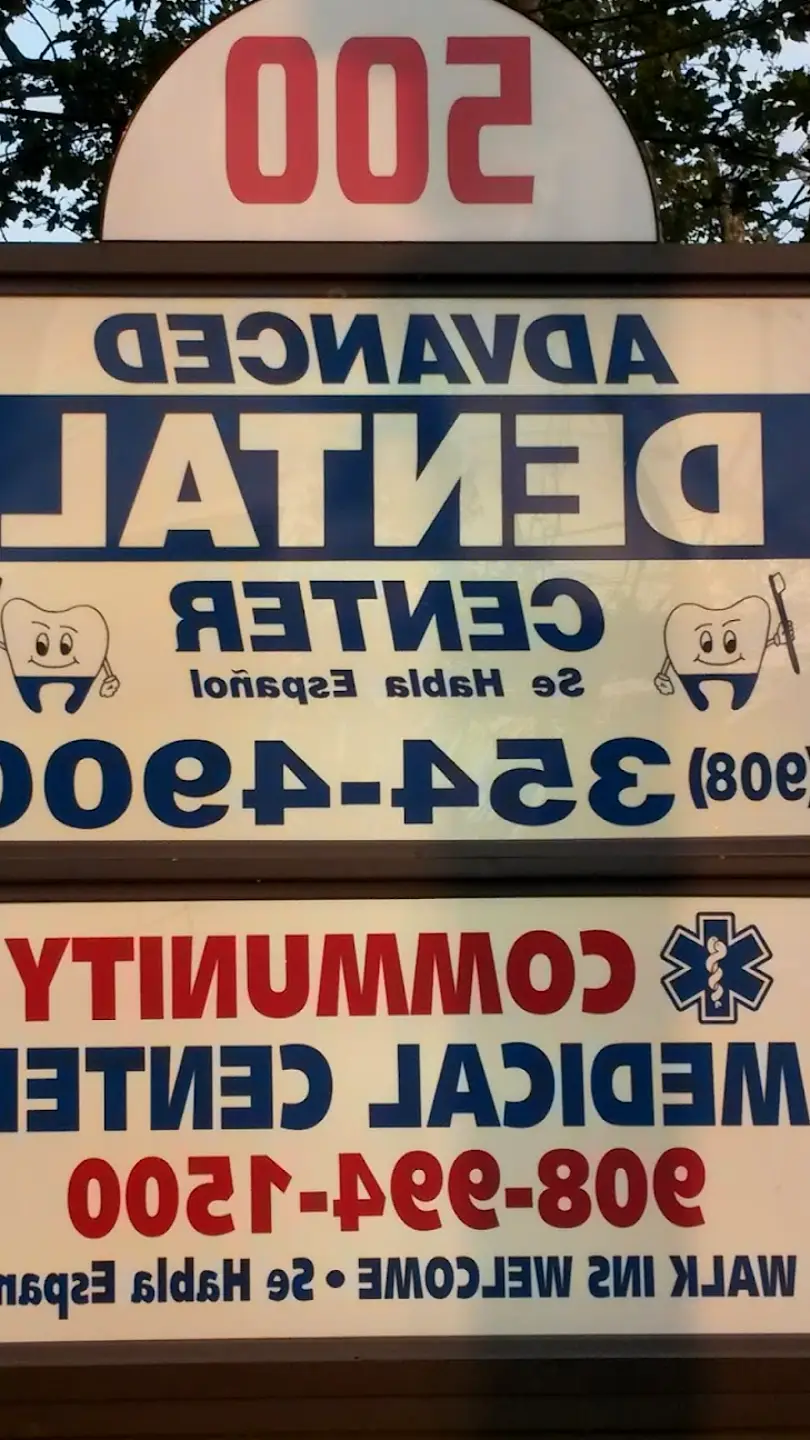 500
ADVANCED
DENTAL
CENTER
Se Habla Español
(908) 354-4900
COMMUNITY
MEDICAL CENTER
908-994-1500
WALK INS WELCOME • Se Habla Españ